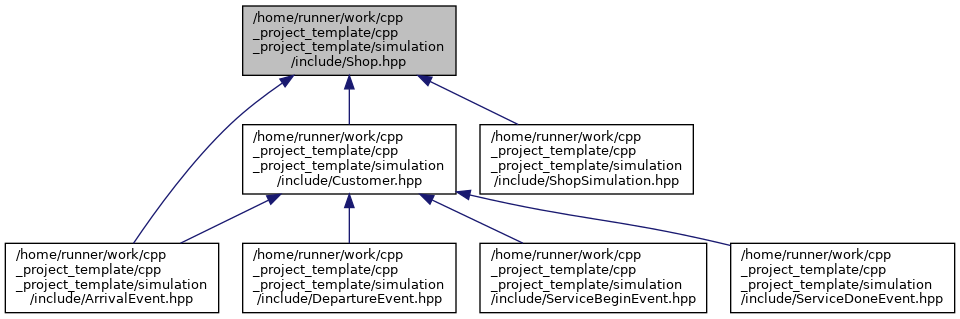 /home/runner/work/cpp
_project_template/cpp
_project_template/simulation
/include/Shop.hpp
/home/runner/work/cpp
_project_template/cpp
_project_template/simulation
/include/Customer.hpp
/home/runner/work/cpp
_project_template/cpp
_project_template/simulation
/include/ShopSimulation.hpp
/home/runner/work/cpp
_project_template/cpp
_project_template/simulation
/include/ArrivalEvent.hpp
/home/runner/work/cpp
_project_template/cpp
_project_template/simulation
/include/DepartureEvent.hpp
/home/runner/work/cpp
_project_template/cpp
_project_template/simulation
/include/ServiceBeginEvent.hpp
/home/runner/work/cpp
_project_template/cpp
_project_template/simulation
/include/ServiceDoneEvent.hpp